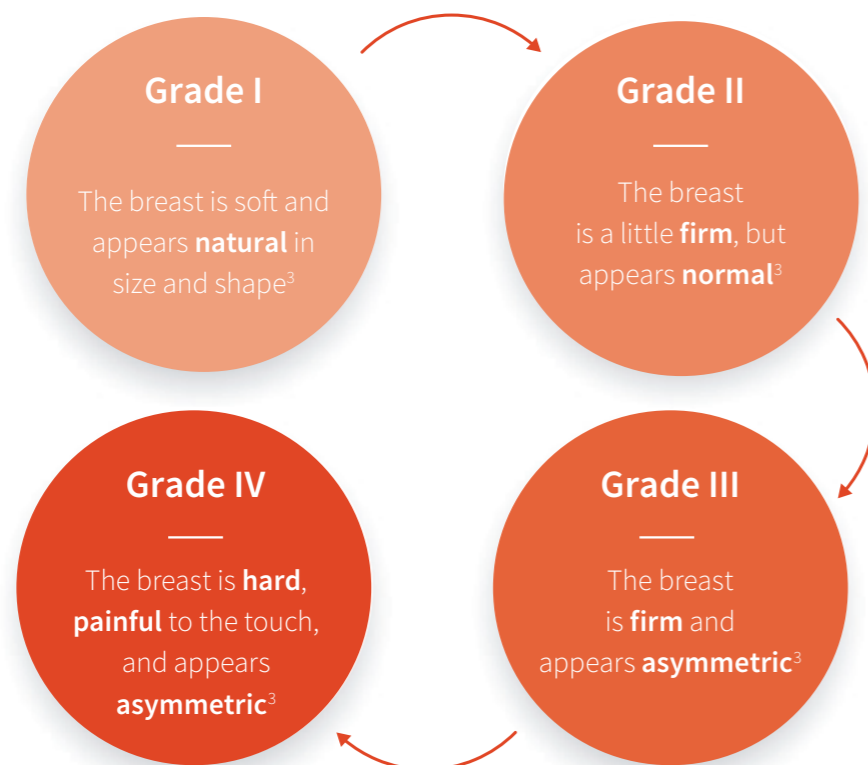 Grade I
The breast is soft and
appears natural in
size and shape³
Grade II
The breast
is a little firm, but
appears normal³
Grade III
The breast
is firm and
appears asymmetric³
Grade IV
The breast is hard,
painful to the touch,
and appears
asymmetric³